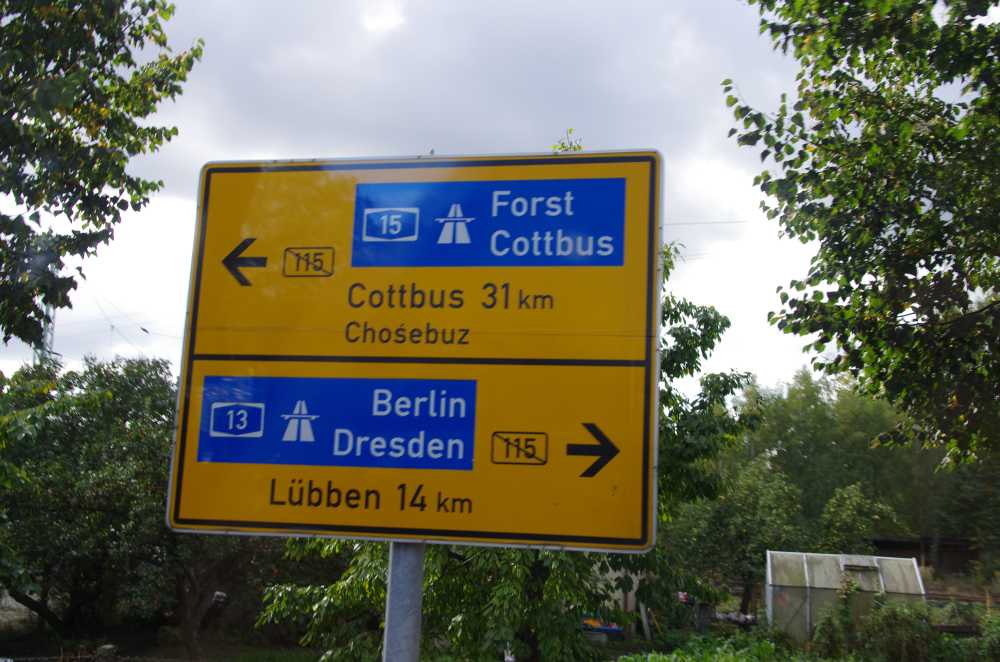 15 Forst
Cottbus
115
Cottbus 31 km
Chośebuz
13 Berlin
Dresden
115
Lübben 14 km